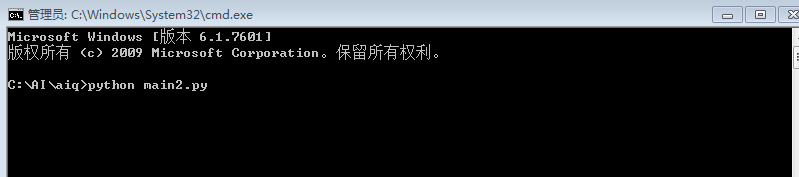 管理员: C:\Windows\System32\cmd.exe
Microsoft Windows [版本 6.1.7601]
版权所有 (c) 2009 Microsoft Corporation。保留所有权利。
C:\AI\aiq>python main2.py